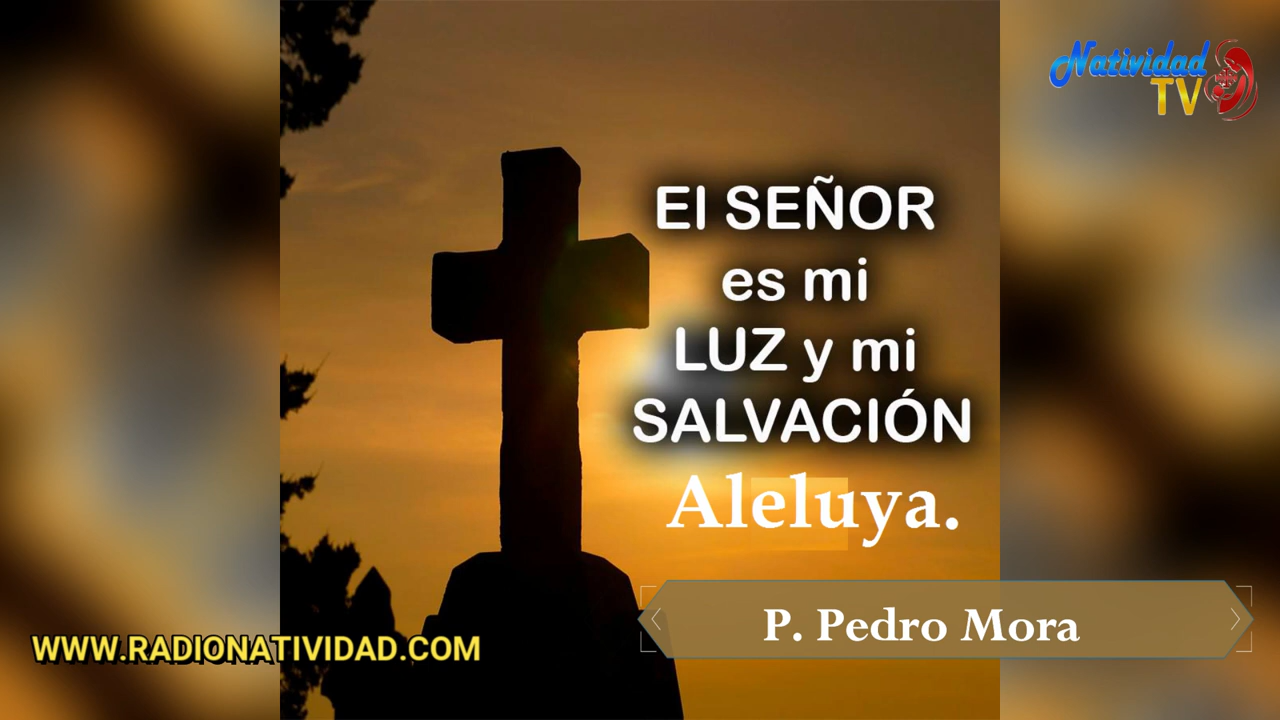 Natividad
TV
El SEÑOR
es mi
LUZ y mi
SALVACIÓN
Aleluya.
P. Pedro Mora
WWW.RADIONATIVIDAD.COM